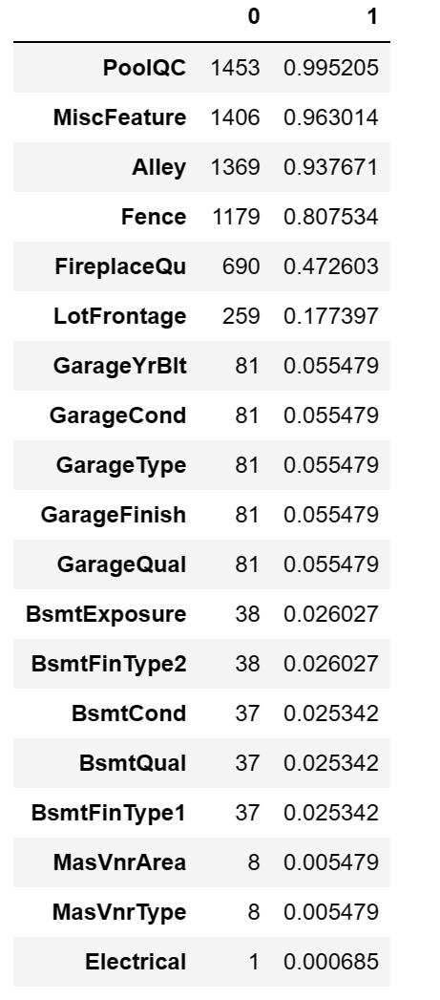 0 1
PoolQC 1453 0.995205
MiscFeature 1406 0.963014
Alley 1369 0.937671
Fence 1179 0.807534
FireplaceQu 690 0.472603
LotFrontage 259 0.177397
GarageYrBlt 81 0.055479
GarageCond 81 0.055479
GarageType 81 0.055479
GarageFinish 81 0.055479
GarageQual 81 0.055479
BsmtExposure 38 0.026027
BsmtFinType2 38 0.026027
BsmtCond 37 0.025342
BsmtQual 37 0.025342
BsmtFinType1 37 0.025342
MasVnrArea 8 0.005479
MasVnrType 8 0.005479
Electrical 1 0.000685